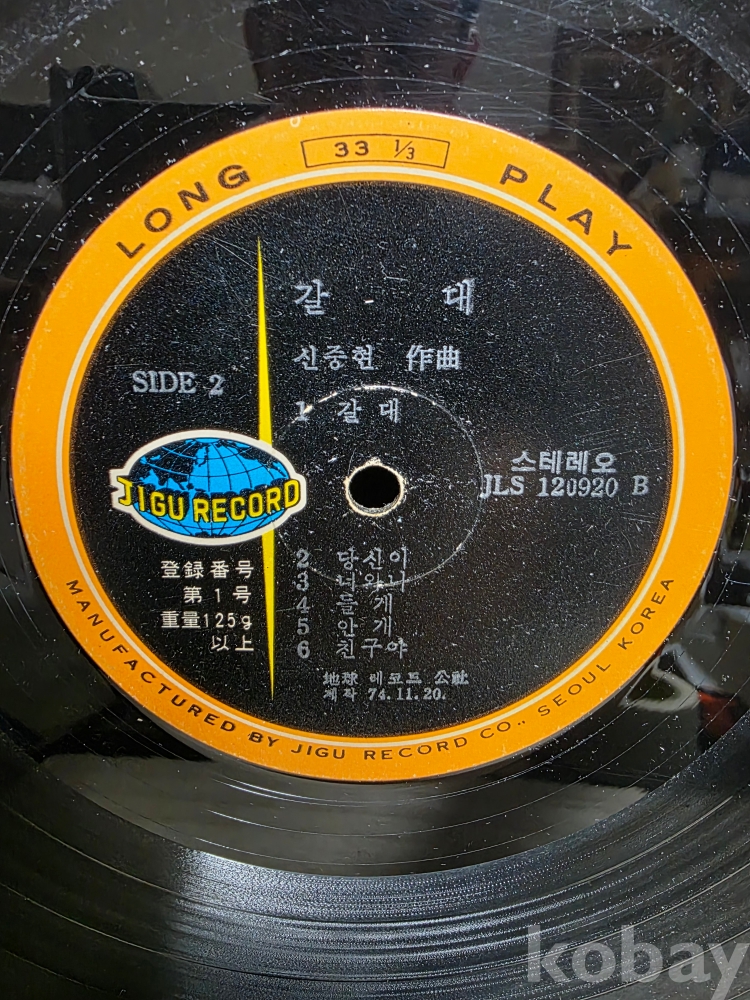 LONG 33 1/3 PLAY
갈 대
신중현 作曲
SIDE 2
1 갈대
스테레오
JLS 120920 B
JIGU RECORD
登録番号
第1号
重量125g
以上
2 당신이
3 너와나
4 들 게
5 안 개
6 친구야
地球 레코드 公社
제작 74.11.20.
MANUFACTURED BY JIGU RECORD CO., SEOUL KOREA
kobay